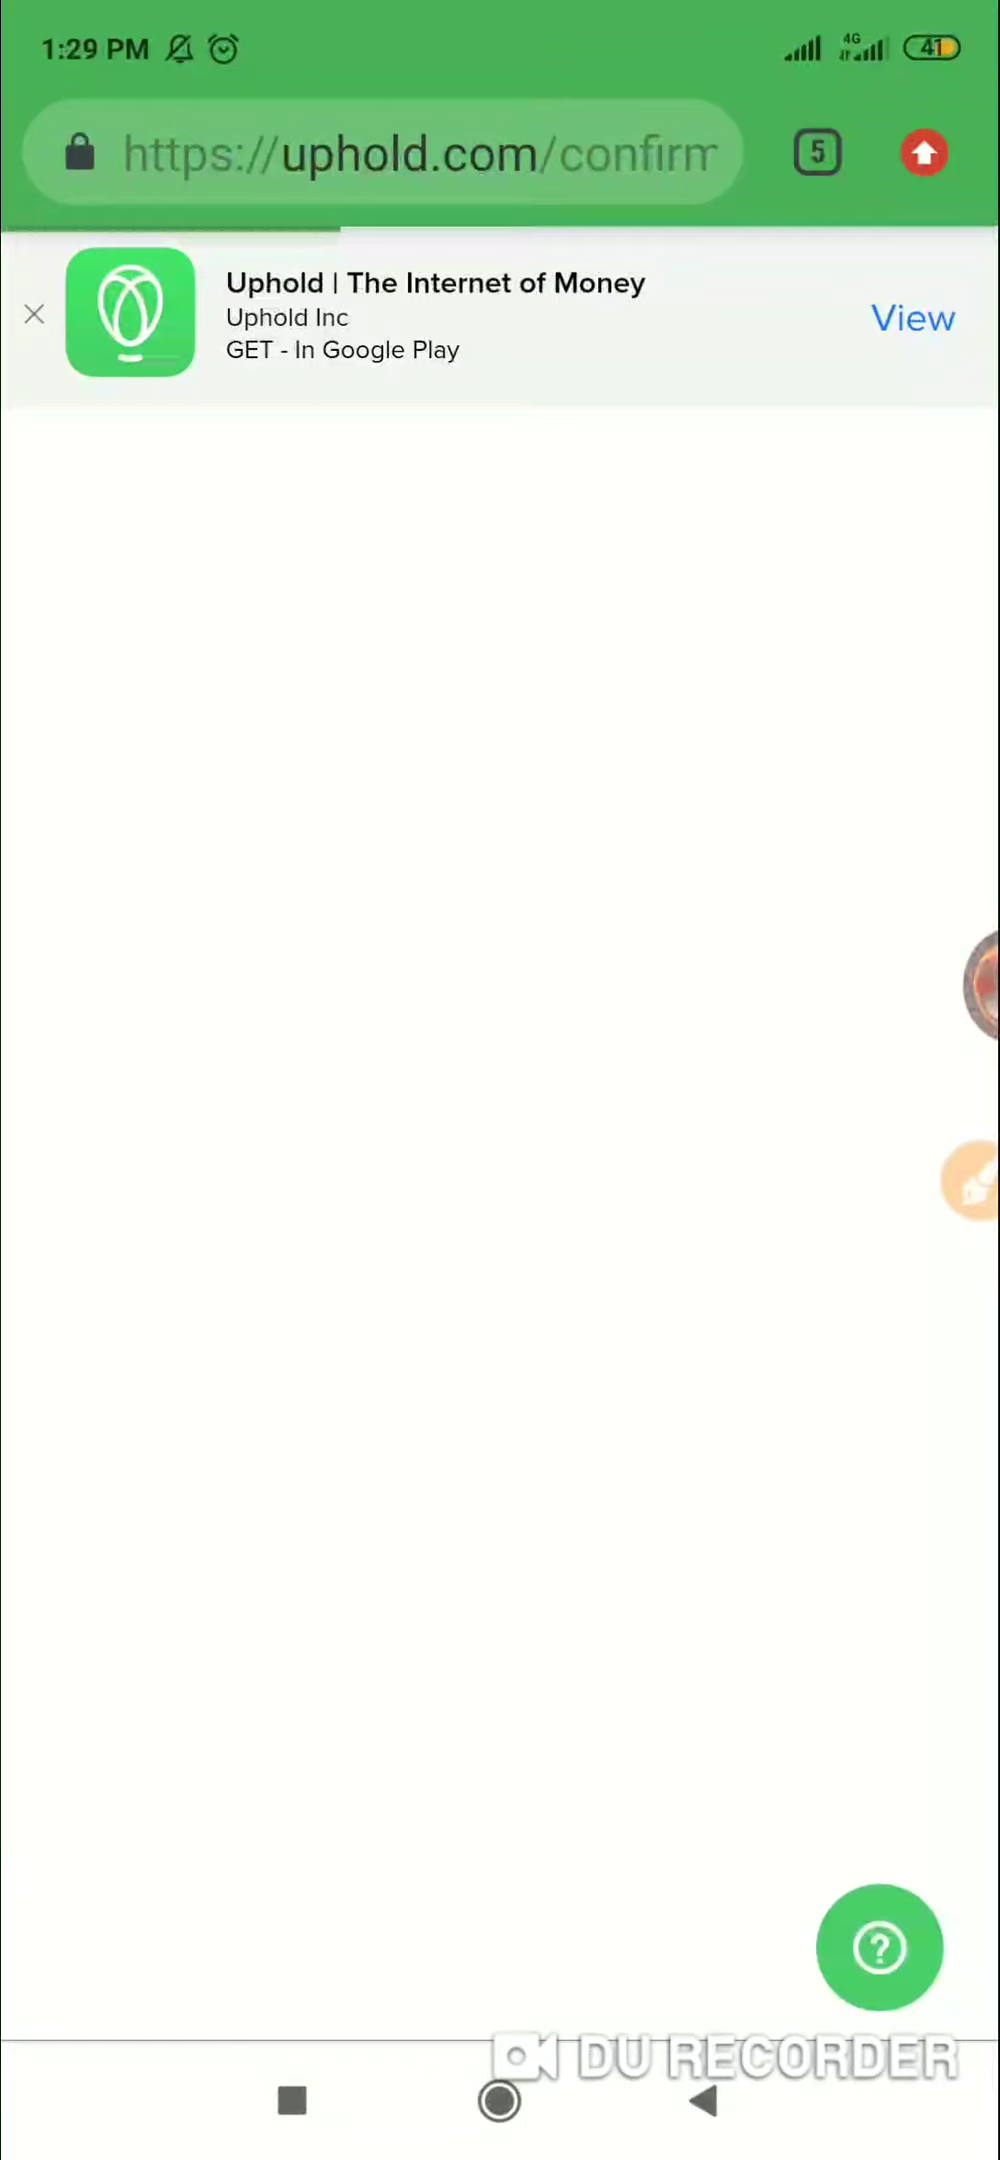 1:29 PM 4G 41
https://uphold.com/confirm 5
Uphold | The Internet of Money
Uphold Inc
GET - In Google Play
View
?
DU RECORDER